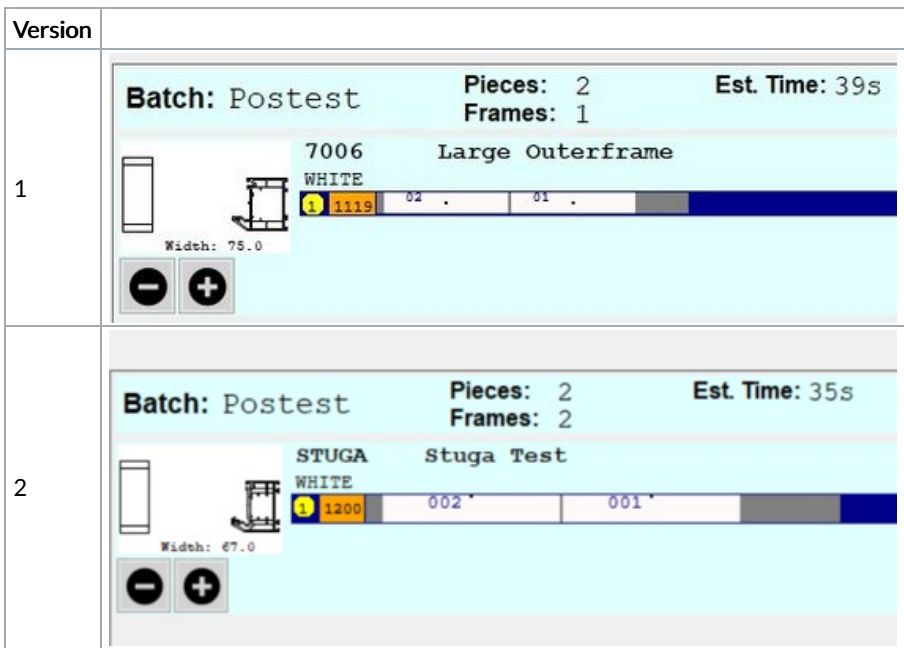 Version
1
Batch: Postest Pieces: 2 Est. Time: 39s
Frames: 1
7006 Large Outerframe
WHITE
1 1119 02 01
Width: 75.0
2
Batch: Postest Pieces: 2 Est. Time: 35s
Frames: 2
STUGA Stuga Test
WHITE
1 1200 002 001
Width: 67.0